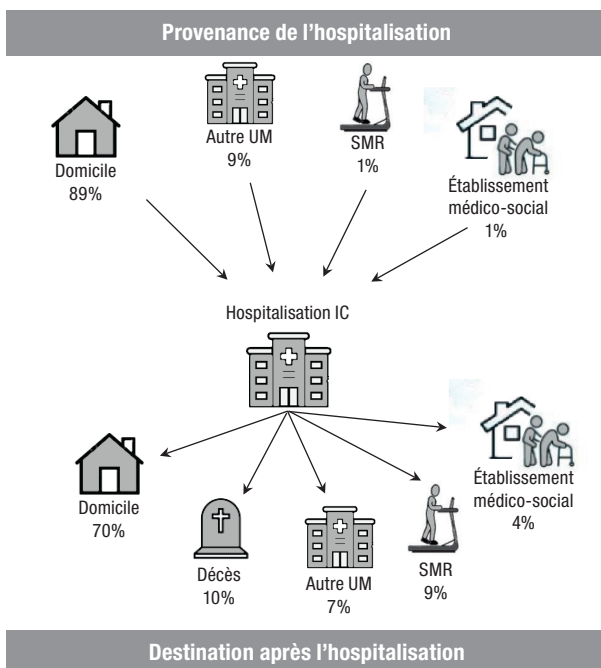 Provenance de l'hospitalisation
Domicile
89%
Autre UM
9%
SMR
1%
Établissement
médico-social
1%
Hospitalisation IC
Domicile
70%
Décès
10%
Autre UM
7%
SMR
9%
Établissement
médico-social
4%
Destination après l'hospitalisation